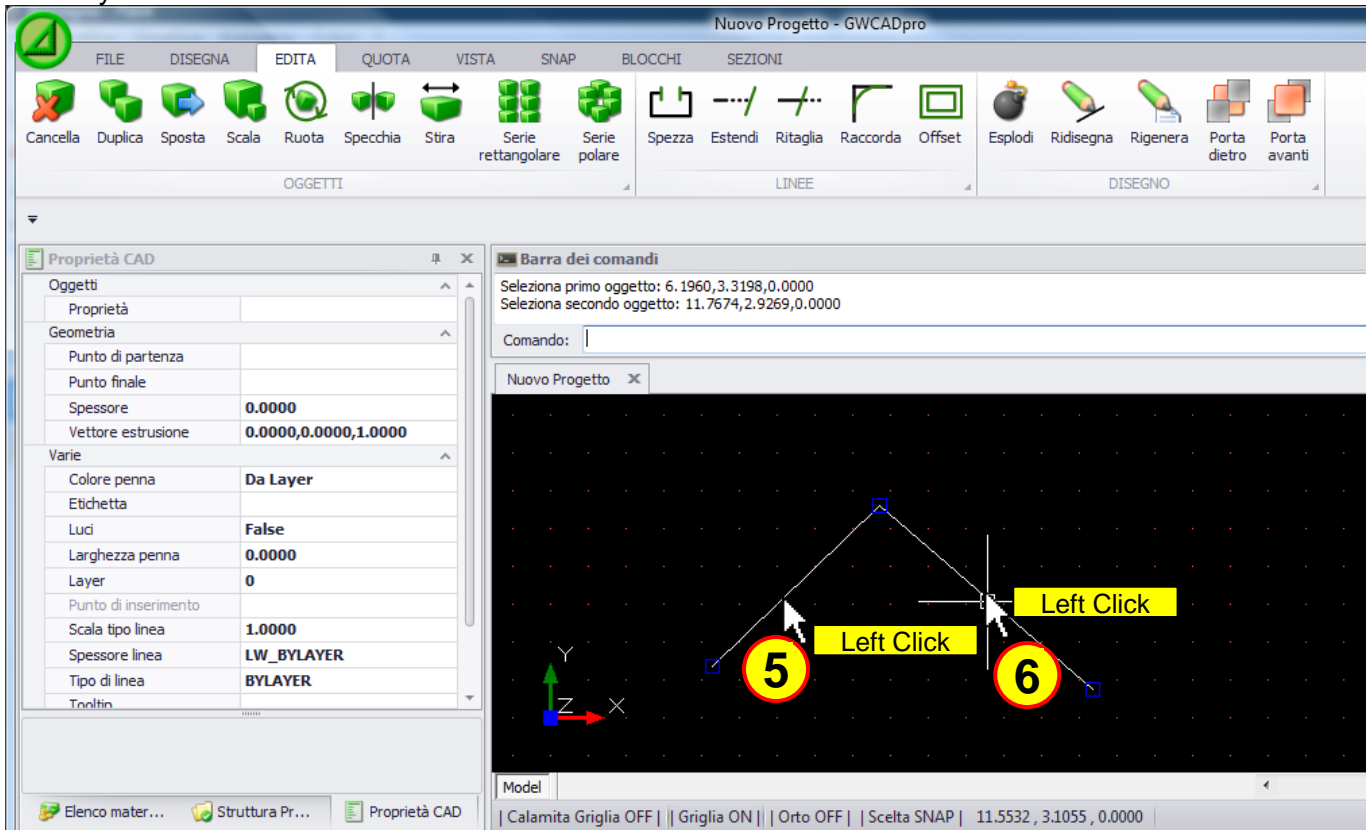 Nuovo Progetto - GWCADpro
FILE DISEGNA EDITA QUOTA VISTA SNAP BLOCCHI SEZIONI
Cancella Duplica Sposta Scala Ruota Specchia Stira Serie rettangolare Serie polare Spezza Estendi Ritaglia Raccorda Offset Esplodi Ridisegna Rigenera Porta dietro Porta avanti
OGGETTI LINEE DISEGNO
Proprietà CAD
Oggetti
Proprietà
Geometria
Punto di partenza
Punto finale
Spessore 0.0000
Vettore estrusione 0.0000,0.0000,1.0000
Varie
Colore penna Da Layer
Etichetta
Luci False
Larghezza penna 0.0000
Layer 0
Punto di inserimento
Scala tipo linea 1.0000
Spessore linea LW_BYLAYER
Tipo di linea BYLAYER
Tooltip
Elenco mater... Struttura Pr... Proprietà CAD
Barra dei comandi
Seleziona primo oggetto: 6.1960,3.3198,0.0000
Seleziona secondo oggetto: 11.7674,2.9269,0.0000
Comando:
Nuovo Progetto
Left Click
Left Click
5 6
Y
Z X
Model
| Calamita Griglia OFF | | Griglia ON | | Orto OFF | | Scelta SNAP | 11.5532 , 3.1055 , 0.0000